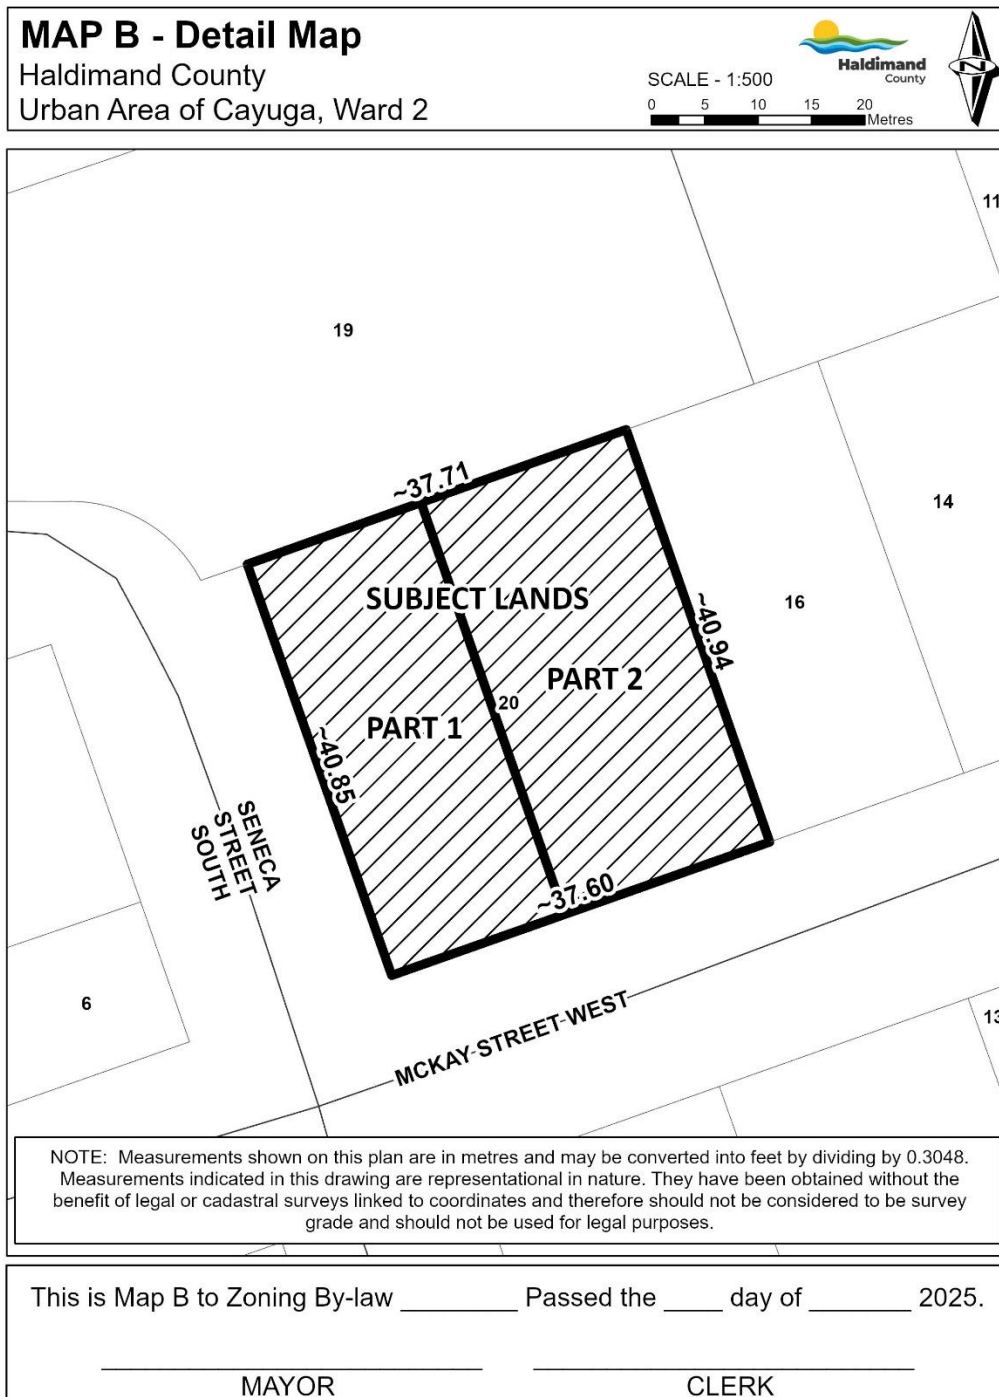 MAP B - Detail Map
Haldimand County
Urban Area of Cayuga, Ward 2
SCALE - 1:500
0 5 10 15 20
Metres
Haldimand
County
N
11
19
~37.71
14
SUBJECT LANDS
16
~40.94
PART 2
20
PART 1
~40.85
SENECA
STREET
SOUTH
~37.60
6
MCKAY STREET WEST
13
NOTE: Measurements shown on this plan are in metres and may be converted into feet by dividing by 0.3048.
Measurements indicated in this drawing are representational in nature. They have been obtained without the
benefit of legal or cadastral surveys linked to coordinates and therefore should not be considered to be survey
grade and should not be used for legal purposes.
This is Map B to Zoning By-law ________ Passed the ____ day of _______ 2025.
MAYOR
CLERK